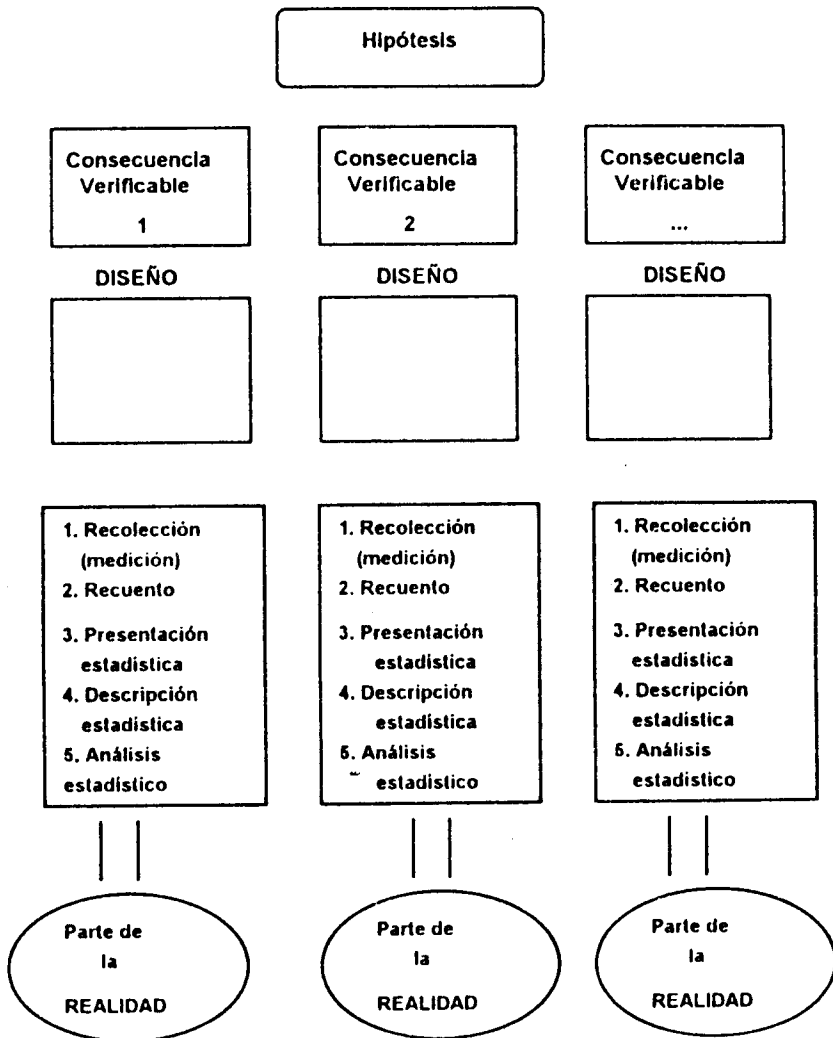 Hipótesis
Consecuencia
Verificable
1
Consecuencia
Verificable
2
Consecuencia
Verificable
...
DISEÑO
DISEÑO
DISEÑO
1. Recolección
(medición)
2. Recuento
3. Presentación
estadística
4. Descripción
estadística
5. Análisis
estadístico
1. Recolección
(medición)
2. Recuento
3. Presentación
estadística
4. Descripción
estadística
5. Análisis
estadístico
1. Recolección
(medición)
2. Recuento
3. Presentación
estadística
4. Descripción
estadística
5. Análisis
estadístico
Parte de
la
REALIDAD
Parte de
la
REALIDAD
Parte de
la
REALIDAD